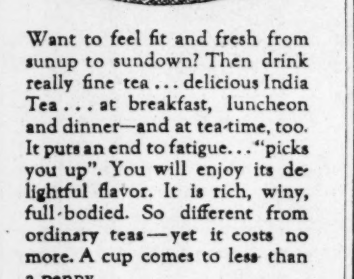 Want to feel fit and fresh from
sunup to sundown? Then drink
really fine tea ... delicious India
Tea ... at breakfast, luncheon
and dinner—and at tea-time, too.
It puts an end to fatigue... "picks
you up". You will enjoy its de-
lightful flavor. It is rich, winy,
full-bodied. So different from
ordinary teas—yet it costs no
more. A cup comes to less than
a penny